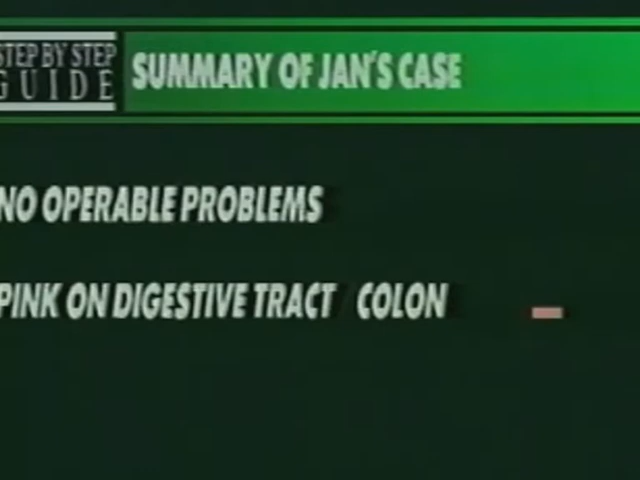 STEP BY STEP
GUIDE
SUMMARY OF JAN'S CASE
NO OPERABLE PROBLEMS
PINK ON DIGESTIVE TRACT COLON